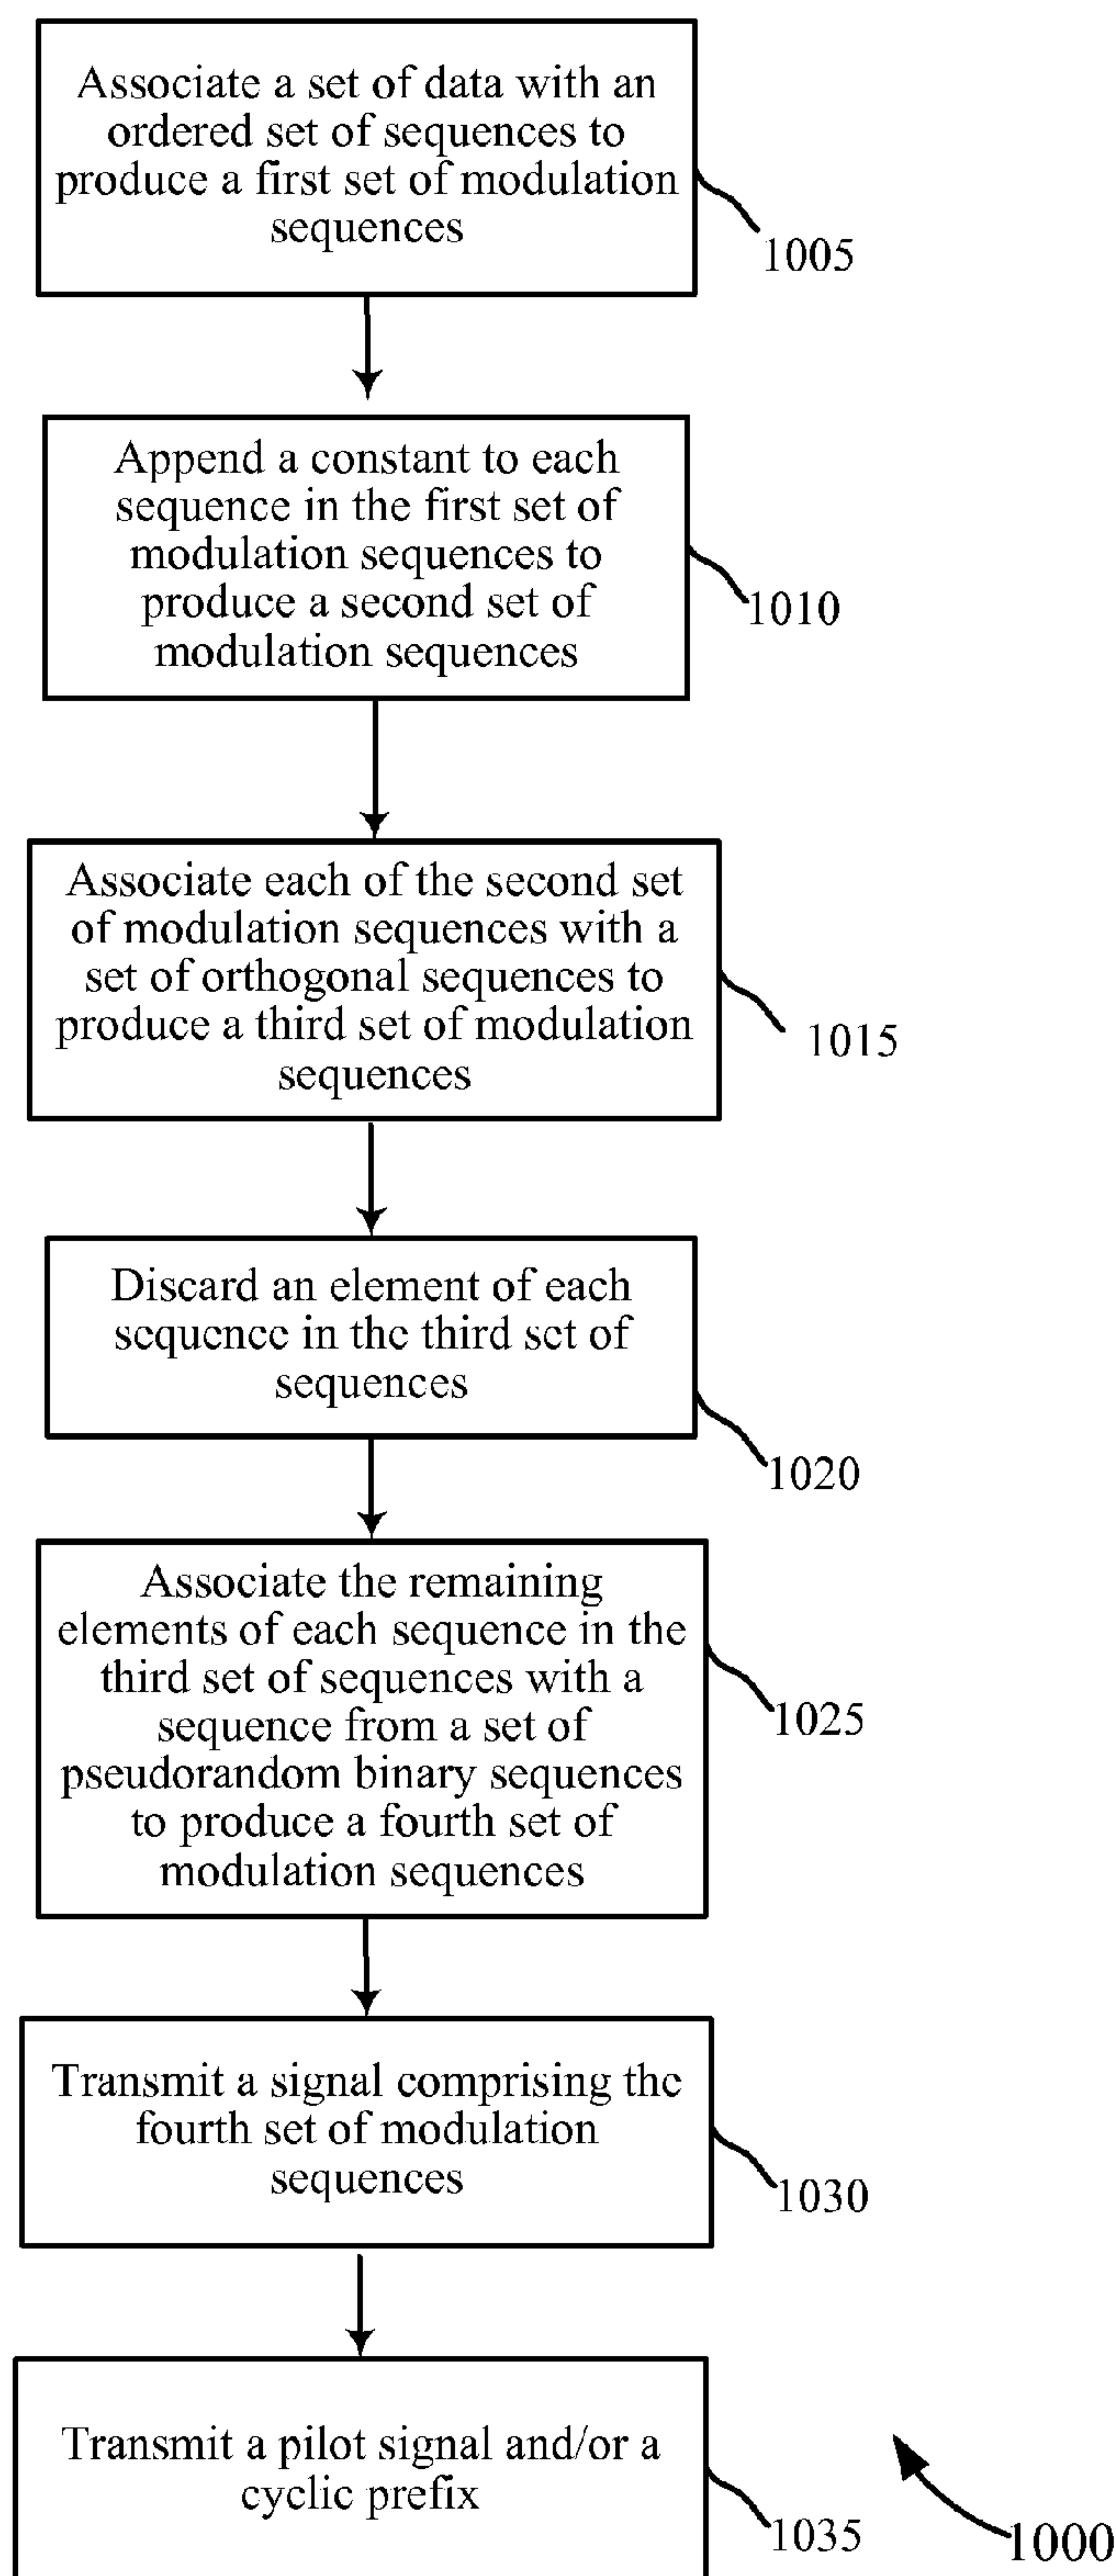 Associate a set of data with an
ordered set of sequences to
produce a first set of modulation
sequences
1005
Append a constant to each
sequence in the first set of
modulation sequences to
produce a second set of
modulation sequences
1010
Associate each of the second set
of modulation sequences with a
set of orthogonal sequences to
produce a third set of modulation
sequences
1015
Discard an element of each
sequence in the third set of
sequences
1020
Associate the remaining
elements of each sequence in the
third set of sequences with a
sequence from a set of
pseudorandom binary sequences
to produce a fourth set of
modulation sequences
1025
Transmit a signal comprising the
fourth set of modulation
sequences
1030
Transmit a pilot signal and/or a
cyclic prefix
1035
1000